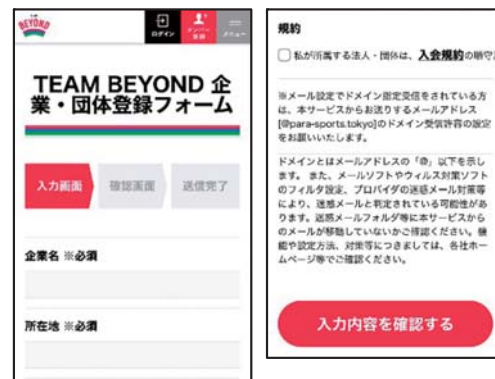 BEYOND
ログイン
メンバー
登録
メニュー
TEAM BEYOND 企
業・団体登録フォーム
入力画面
確認画面
送信完了
企業名 ※必須
所在地 ※必須
規約
私が所属する法人・団体は、入会規約の順守
※メール設定でドメイン指定受信をされている方
は、本サービスからお送りするメールアドレス
[@para-sports.tokyo]のドメイン受信許可の設定
をお願いいたします。
ドメインとはメールアドレスの「@」以下を示し
ます。 また、メールソフトやウィルス対策ソフト
のフィルタ設定、プロバイダの迷惑メール対策等
により、迷惑メールと判定されている可能性があ
ります。迷惑メールフォルダ等に本サービスから
のメールが移動していないかご確認ください。機
能や設定方法、対策等につきましては、各社ホー
ムページ等でご確認ください。
入力内容を確認する